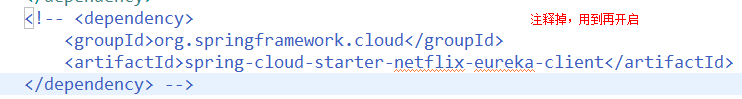 </dependency>
<!-- <dependency> 注释掉，用到再开启
<groupId>org.springframework.cloud</groupId>
<artifactId>spring-cloud-starter-netflix-eureka-client</artifactId>
</dependency> -->